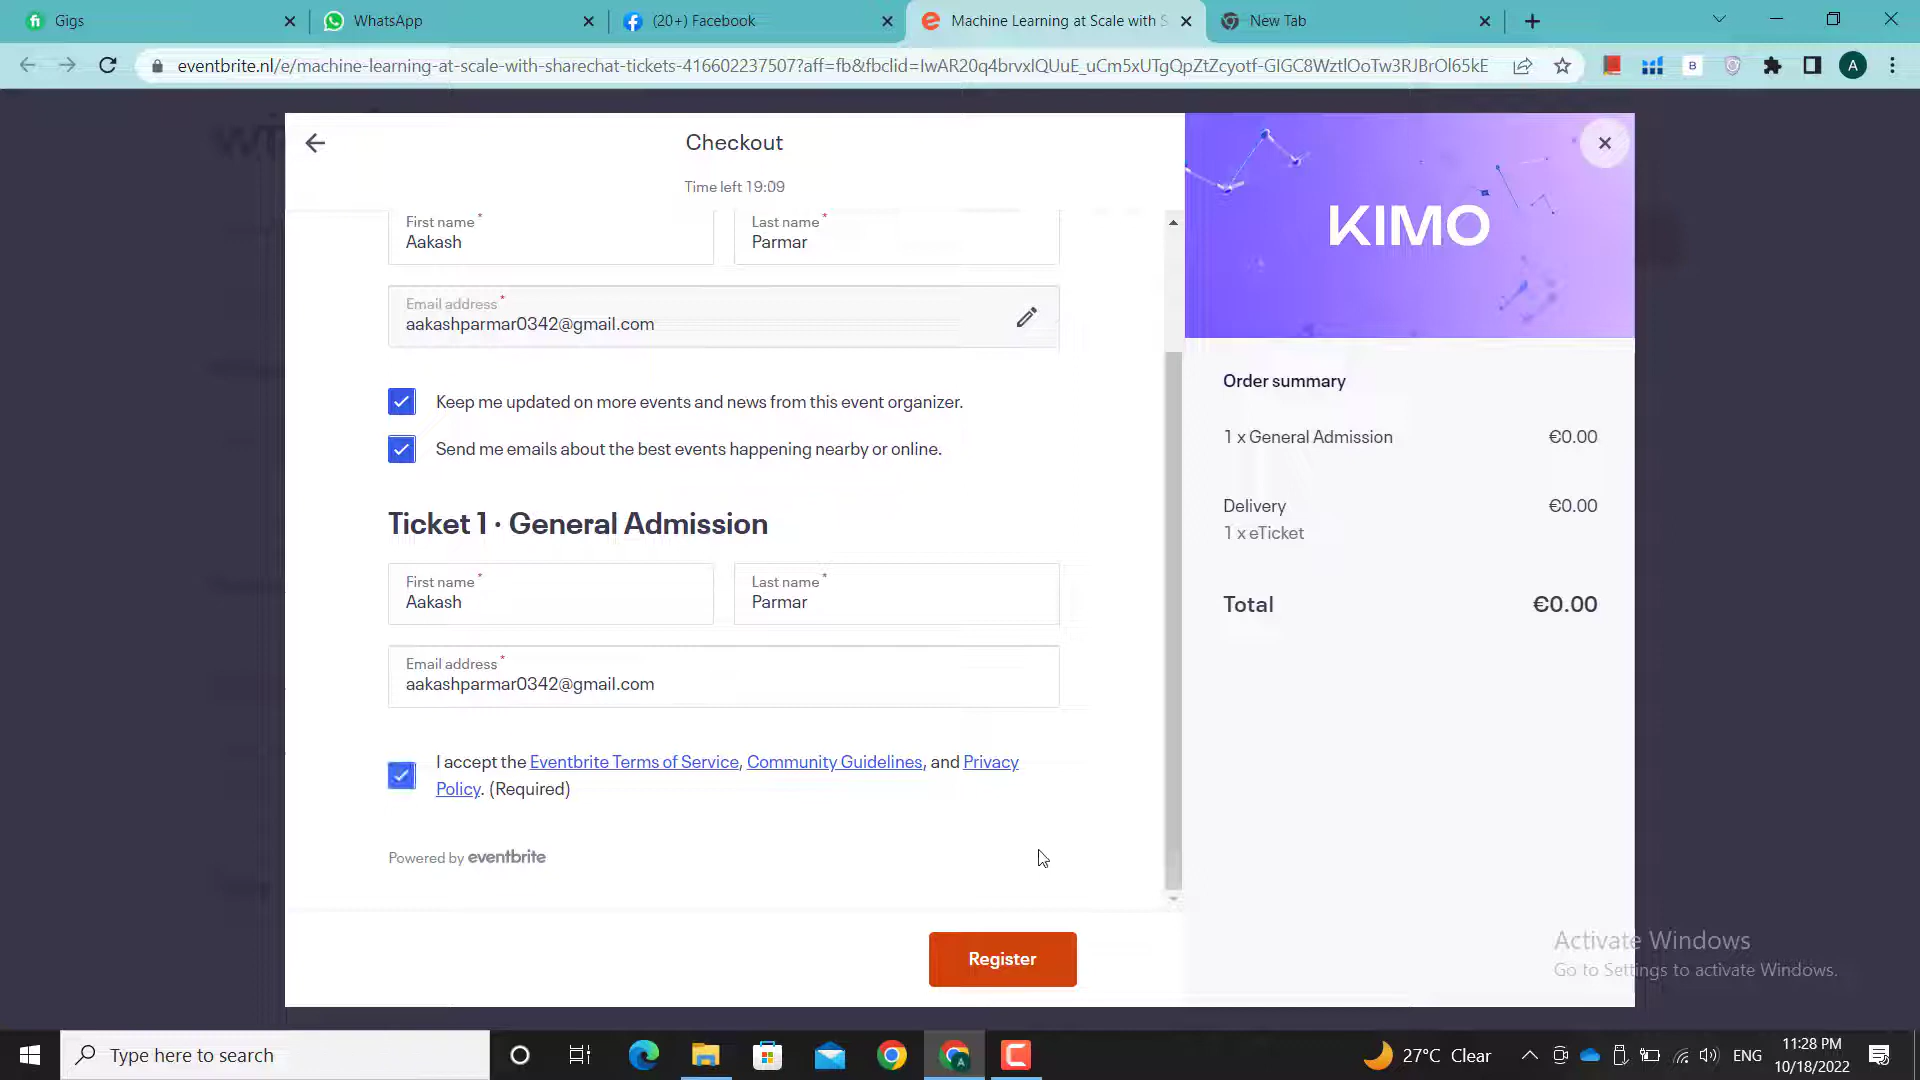 Gigs
WhatsApp
(20+) Facebook
Machine Learning at Scale with S
New Tab
eventbrite.nl/e/machine-learning-at-scale-with-sharechat-tickets-416602237507?aff=fb&fbclid=IwAR20q4brvxIQUuE_uCm5xUTgQpZtZcyotf-GIGC8WztlOoTw3RJBrOl65kE
B
A
Checkout
Time left 19:09
First name *
Aakash
Last name *
Parmar
Email address *
aakashparmar0342@gmail.com
Keep me updated on more events and news from this event organizer.
Send me emails about the best events happening nearby or online.
Ticket 1 · General Admission
First name *
Aakash
Last name *
Parmar
Email address *
aakashparmar0342@gmail.com
I accept the Eventbrite Terms of Service, Community Guidelines, and Privacy
Policy. (Required)
Powered by eventbrite
Register
KIMO
Order summary
1 x General Admission €0.00
Delivery €0.00
1 x eTicket
Total €0.00
Activate Windows
Go to Settings to activate Windows.
Type here to search
27°C Clear
ENG
11:28 PM
10/18/2022